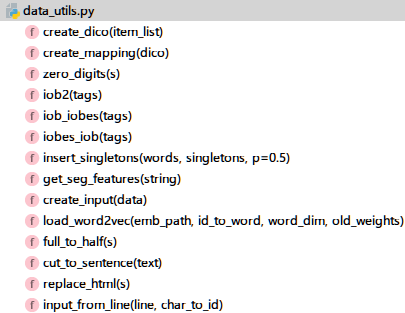 data_utils.py
f create_dico(item_list)
f create_mapping(dico)
f zero_digits(s)
f iob2(tags)
f iob_iobes(tags)
f iobes_iob(tags)
f insert_singletons(words, singletons, p=0.5)
f get_seg_features(string)
f create_input(data)
f load_word2vec(emb_path, id_to_word, word_dim, old_weights)
f full_to_half(s)
f cut_to_sentence(text)
f replace_html(s)
f input_from_line(line, char_to_id)